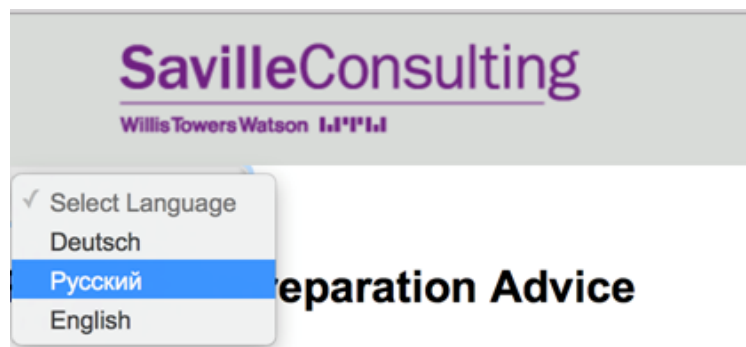 SavilleConsulting
WillisTowersWatson
✓ Select Language
Deutsch
Русский
English
reparation Advice